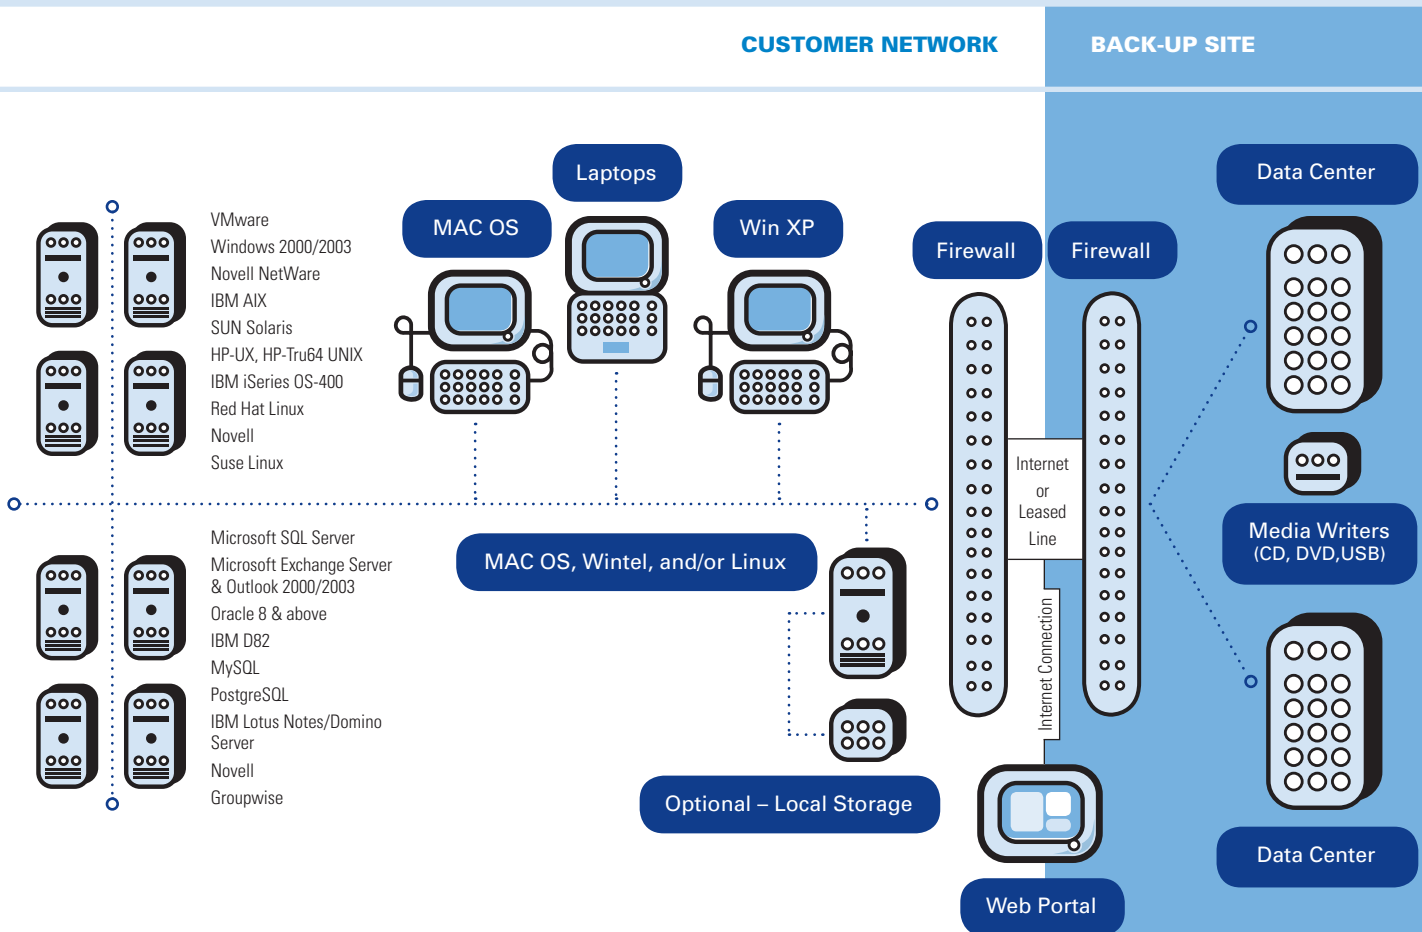 CUSTOMER NETWORK
BACK-UP SITE
Laptops
Data Center
MAC OS
Win XP
Firewall
Firewall
VMware
Windows 2000/2003
Novell NetWare
IBM AIX
SUN Solaris
HP-UX, HP-Tru64 UNIX
IBM iSeries OS-400
Red Hat Linux
Novell
Suse Linux
Internet
or
Leased
Line
Microsoft SQL Server
Microsoft Exchange Server
& Outlook 2000/2003
Oracle 8 & above
IBM D82
MySQL
PostgreSQL
IBM Lotus Notes/Domino
Server
Novell
Groupwise
MAC OS, Wintel, and/or Linux
Media Writers
(CD, DVD,USB)
Internet Connection
Optional – Local Storage
Data Center
Web Portal